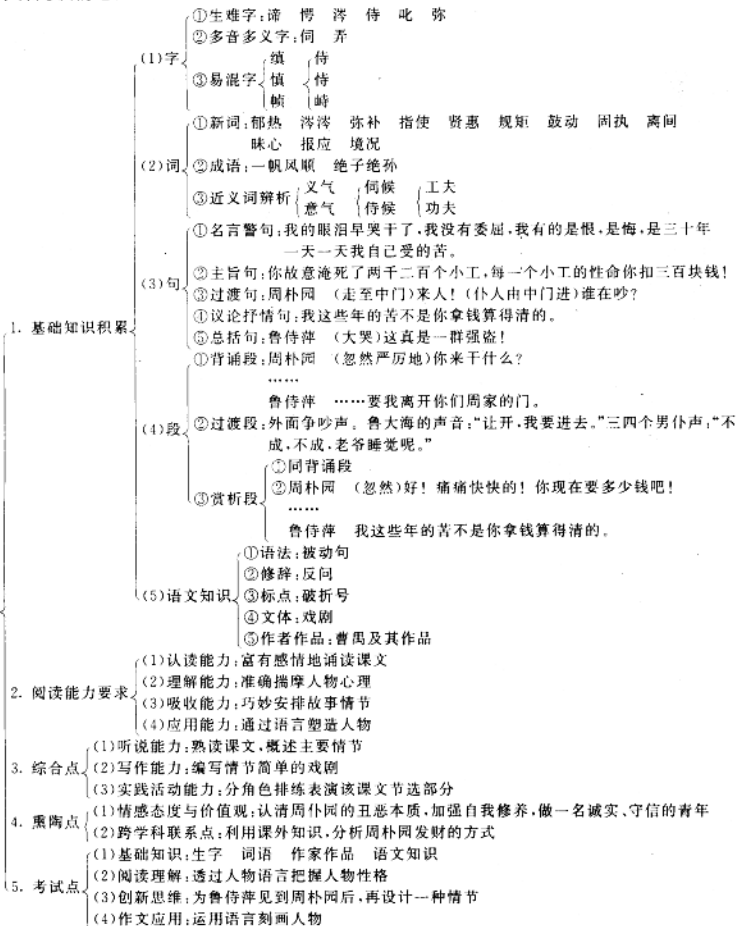 ①生难字:谛 愕 涔 侍 叱 弥
②多音多义字:伺 弄
(1)字
缜 侍
③易混字 慎 恃
帧 峙
①新词:郁热 涔涔 弥补 指使 贤惠 规矩 鼓动 固执 离间
昧心 报应 境况
(2)词 ②成语:一帆风顺 绝子绝孙
③近义词辨析 义气 伺候 工夫
意气 侍候 功夫
①名言警句:我的眼泪早哭干了,我没有委屈,我有的是恨,是悔,是三十年
一天一天我自己受的苦。
②主旨句:你故意淹死了两千二百个小工,每一个小工的性命你扣三百块钱!
(3)句
③过渡句:周朴园 (走至中门)来人!(仆人由中门进)谁在吵?
①议论抒情句:我这些年的苦不是你拿钱算得清的。
1. 基础知识积累
⑤总括句:鲁侍萍 (大哭)这真是一群强盗!
①背诵段:周朴园 (忽然严厉地)你来干什么?
……
鲁侍萍 ……要我离开你们周家的门。
(4)段 ②过渡段:外面争吵声。鲁大海的声音:“让开,我要进去。”三四个男仆声:“不
成,不成,老爷睡觉呢。”
①同背诵段
③赏析段 ②周朴园 (忽然)好!痛痛快快的!你现在要多少钱吧!
……
鲁侍萍 我这些年的苦不是你拿钱算得清的。
①语法:被动句
②修辞:反问
(5)语文知识 ③标点:破折号
④文体:戏剧
⑤作者作品:曹禺及其作品
(1)认读能力:富有感情地诵读课文
(2)理解能力:准确揣摩人物心理
2. 阅读能力要求
(3)吸收能力:巧妙安排故事情节
(4)应用能力:通过语言塑造人物
(1)听说能力:熟读课文,概述主要情节
3. 综合点 (2)写作能力:编写情节简单的戏剧
(3)实践活动能力:分角色排练表演该课文节选部分
4. 熏陶点 (1)情感态度与价值观:认清周仆园的丑恶本质,加强自我修养,做一名诚实、守信的青年
(2)跨学科联系点:利用课外知识,分析周朴园发财的方式
(1)基础知识:生字 词语 作家作品 语文知识
(2)阅读理解:透过人物语言把握人物性格
5. 考试点
(3)创新思维:为鲁侍萍见到周朴园后,再设计一种情节
(4)作文应用:运用语言刻画人物